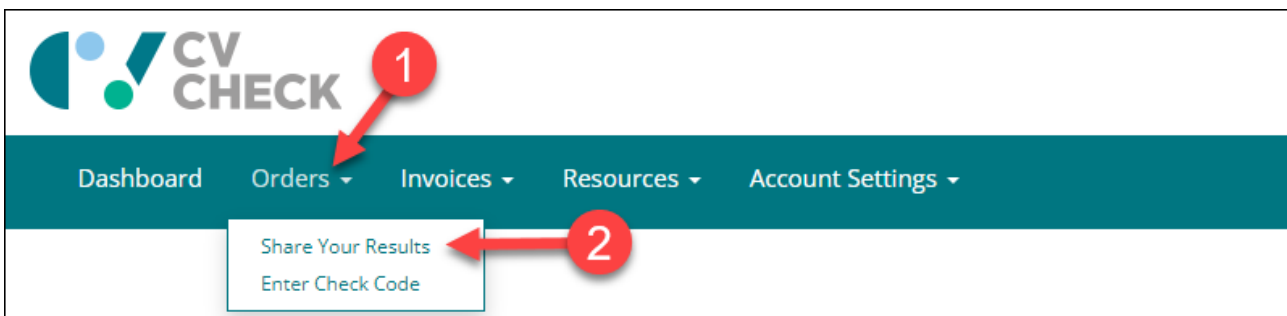 CV
CHECK
1
Dashboard Orders Invoices Resources Account Settings
Share Your Results
2
Enter Check Code